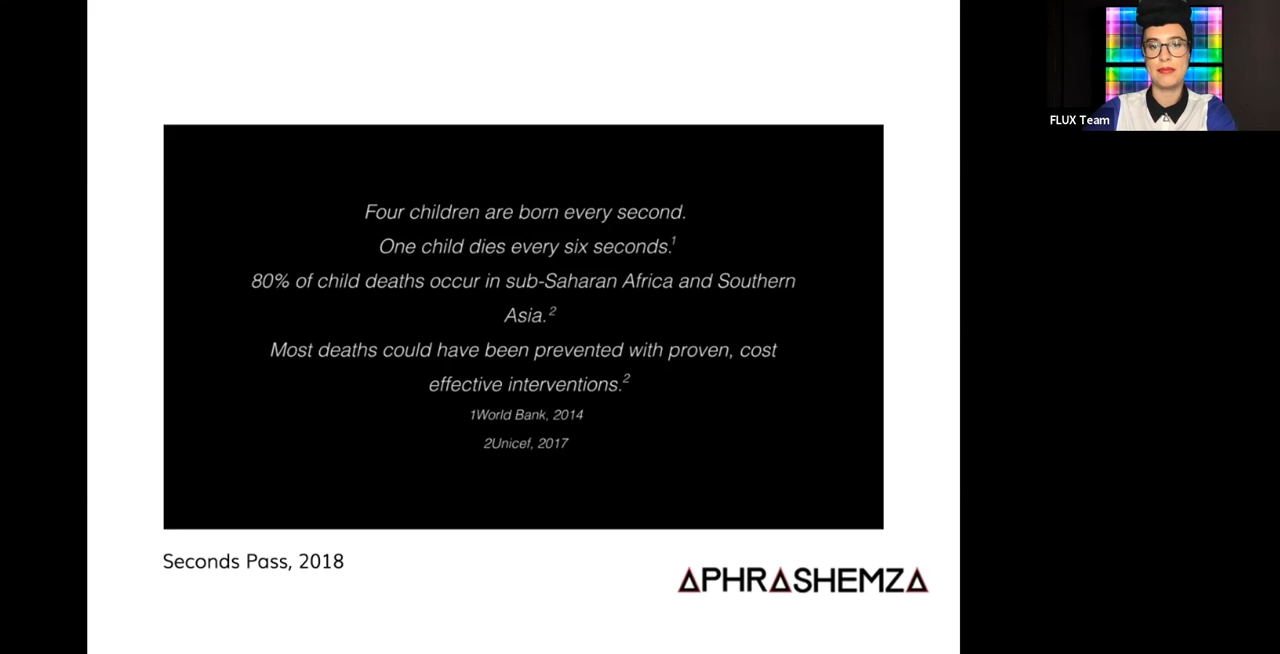 FLUX Team
Four children are born every second.
One child dies every six seconds.1
80% of child deaths occur in sub-Saharan Africa and Southern
Asia.2
Most deaths could have been prevented with proven, cost
effective interventions.2
1World Bank, 2014
2Unicef, 2017
Seconds Pass, 2018
APHRASHEMZA